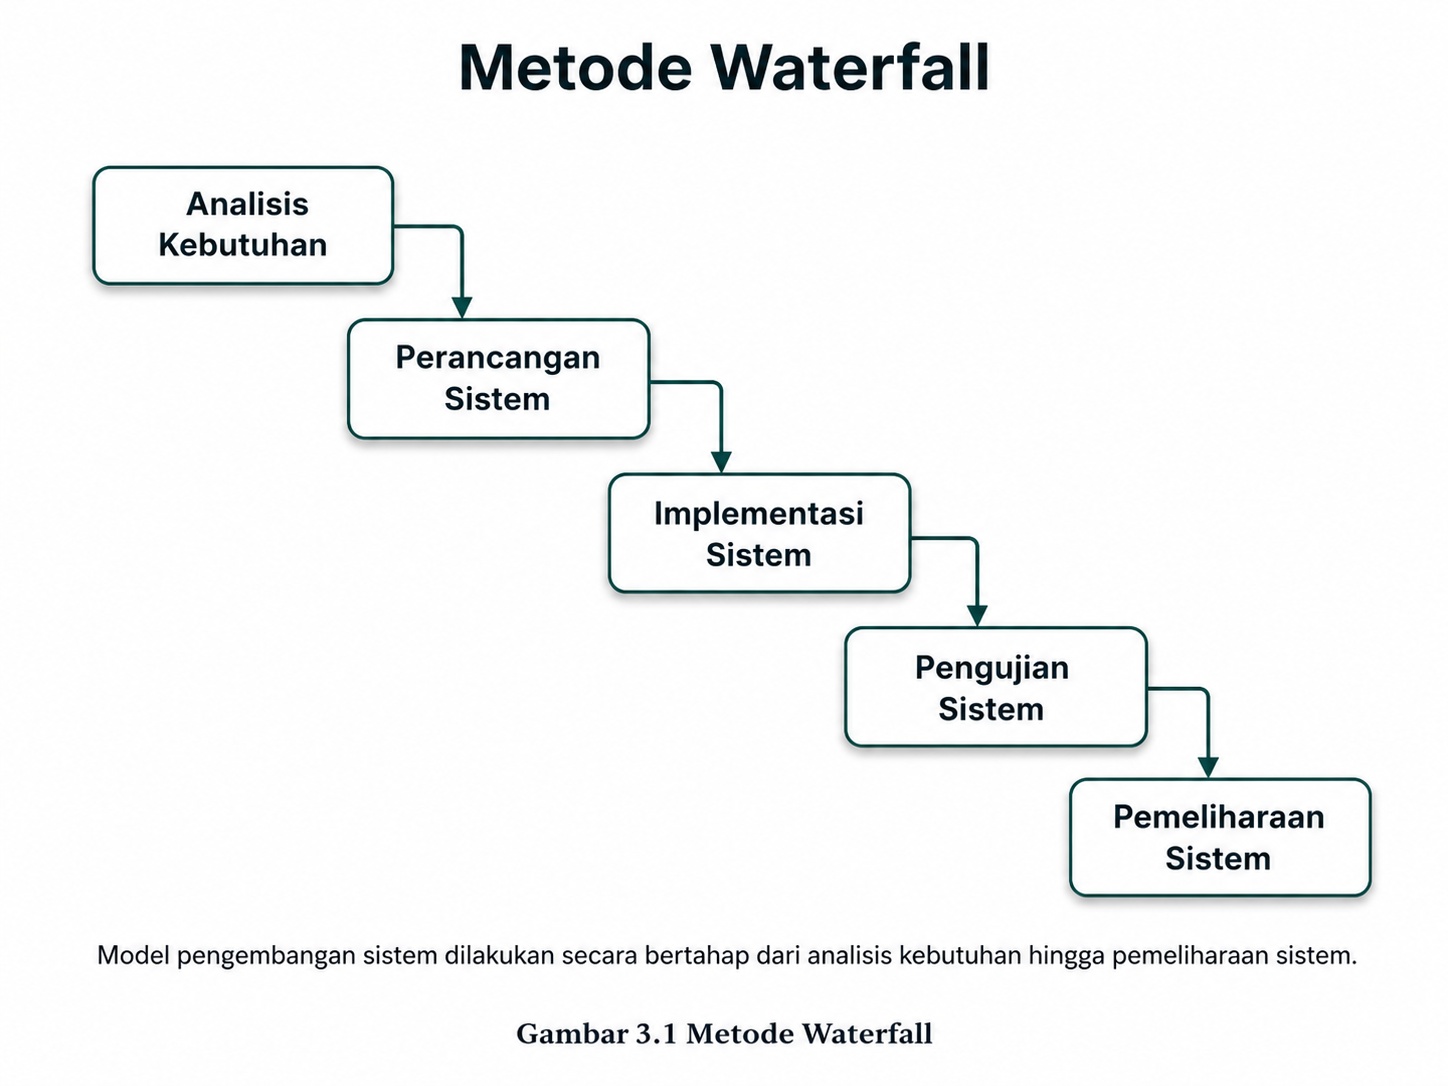 Metode Waterfall
Analisis
Kebutuhan
Perancangan
Sistem
Implementasi
Sistem
Pengujian
Sistem
Pemeliharaan
Sistem
Model pengembangan sistem dilakukan secara bertahap dari analisis kebutuhan hingga pemeliharaan sistem.
Gambar 3.1 Metode Waterfall